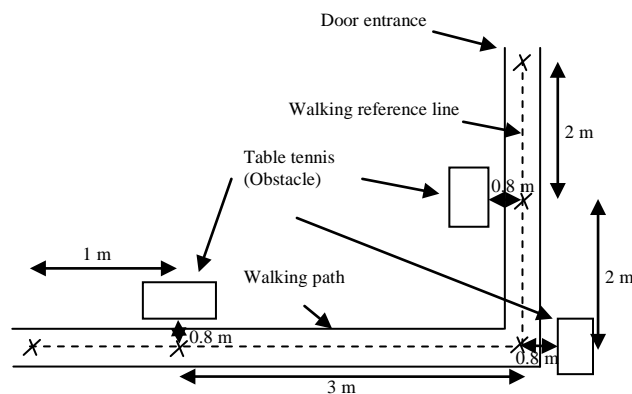 Door entrance
Walking reference line
2 m
Table tennis
(Obstacle)
0.8 m
1 m
Walking path
2 m
0.8 m
0.8 m
3 m